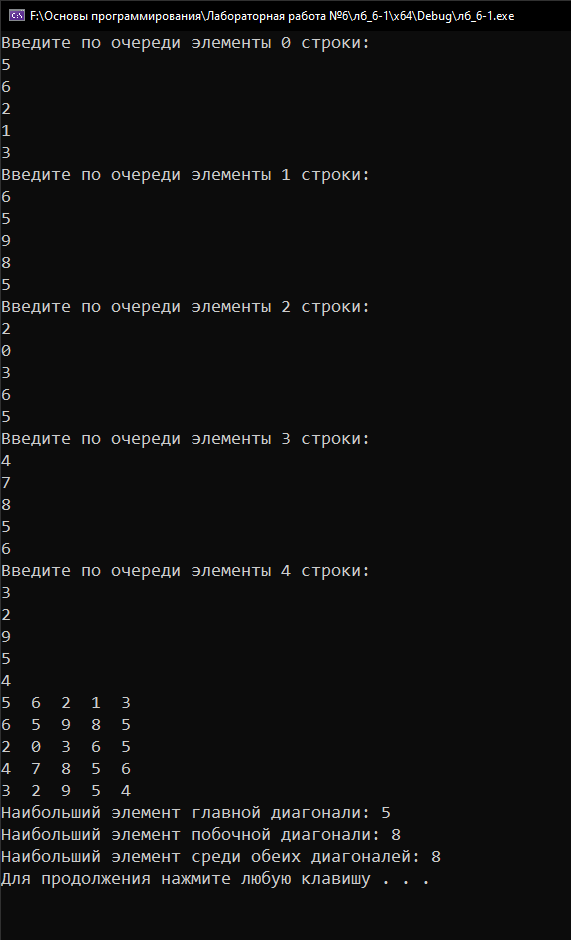 F:\Основы программирования\Лабораторная работа №6\лб_6-1\x64\Debug\лб_6-1.exe
Введите по очереди элементы 0 строки:
5
6
2
1
3
Введите по очереди элементы 1 строки:
6
5
9
8
5
Введите по очереди элементы 2 строки:
2
0
3
6
5
Введите по очереди элементы 3 строки:
4
7
8
5
6
Введите по очереди элементы 4 строки:
3
2
9
5
4
5  6  2  1  3
6  5  9  8  5
2  0  3  6  5
4  7  8  5  6
3  2  9  5  4
Наибольший элемент главной диагонали: 5
Наибольший элемент побочной диагонали: 8
Наибольший элемент среди обеих диагоналей: 8
Для продолжения нажмите любую клавишу . . .